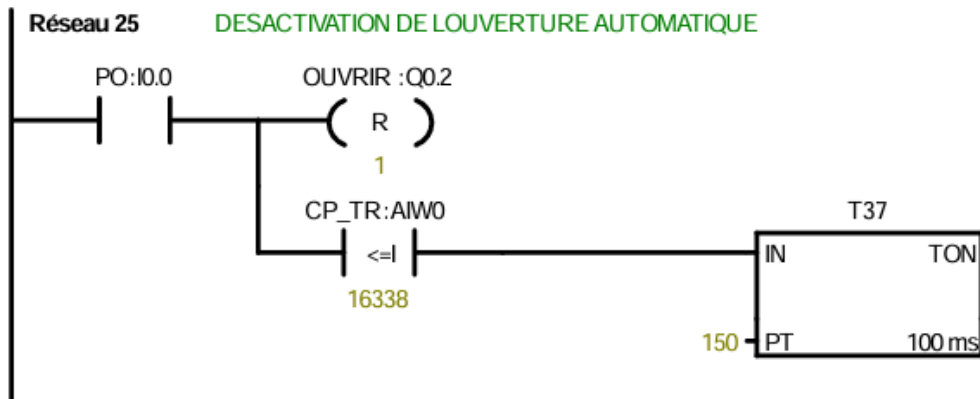 Réseau 25 DESACTIVATION DE LOUVERTURE AUTOMATIQUE
PO:I0.0 OUVRIR :Q0.2
R
1
CP_TR:AIW0 T37
<=I IN TON
16338
150 PT 100 ms